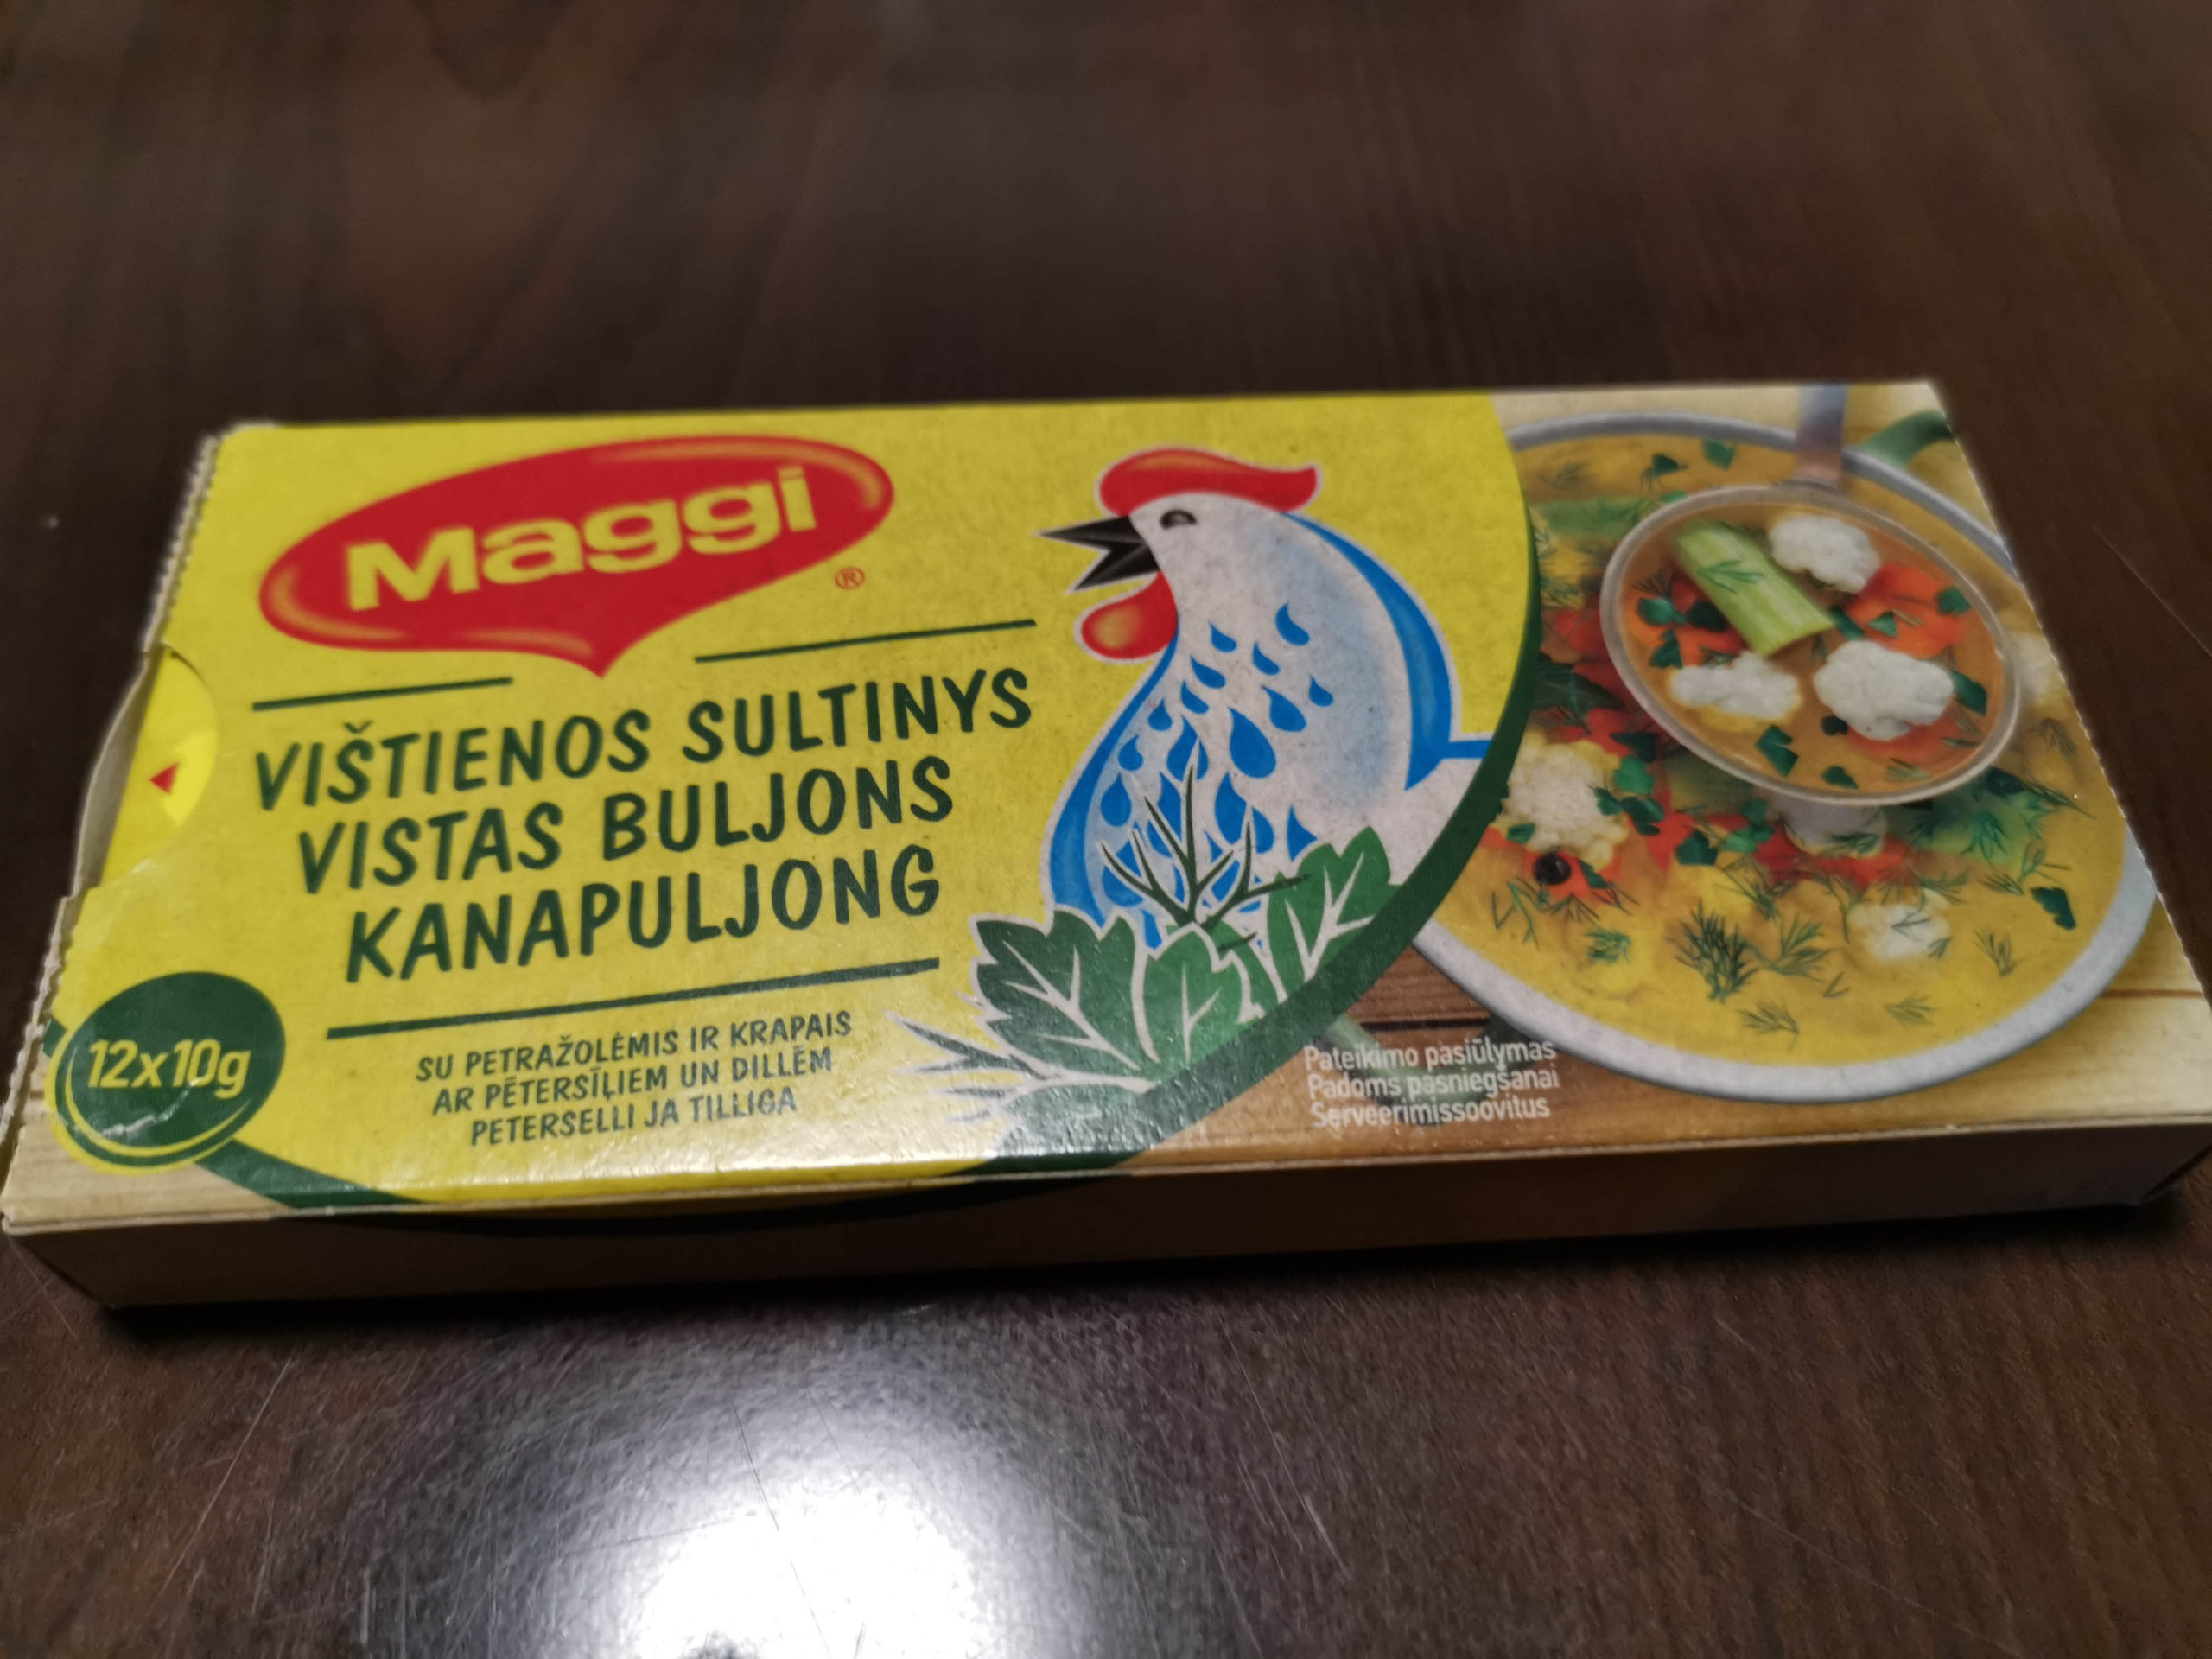 Maggi
®
VIŠTIENOS SULTINYS
VISTAS BULJONS
KANAPULJONG
12x10g
SU PETRAŽOLĖMIS IR KRAPAIS
AR PĒTERSĪĻIEM UN DILLĒM
PETERSELLI JA TILLIGA
Pateikimo pasiūlymas
Padoms pasniegšanai
Serveerimissoovitus